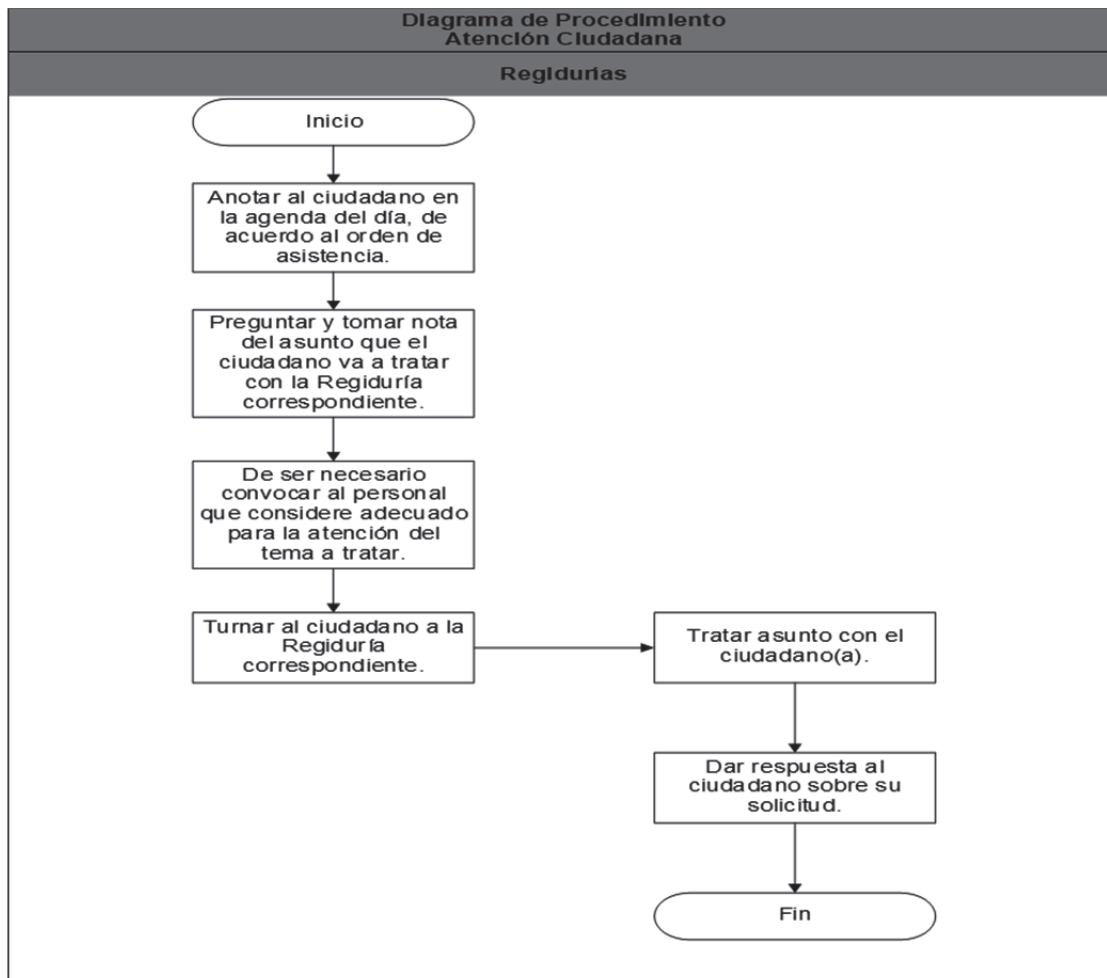 Diagrama de Procedimiento
Atención Ciudadana
Regidurías
Inicio
Anotar al ciudadano en
la agenda del día, de
acuerdo al orden de
asistencia.
Preguntar y tomar nota
del asunto que el
ciudadano va a tratar
con la Regiduría
correspondiente.
De ser necesario
convocar al personal
que considere adecuado
para la atención del
tema a tratar.
Turnar al ciudadano a la
Regiduría
correspondiente.
Tratar asunto con el
ciudadano(a).
Dar respuesta al
ciudadano sobre su
solicitud.
Fin